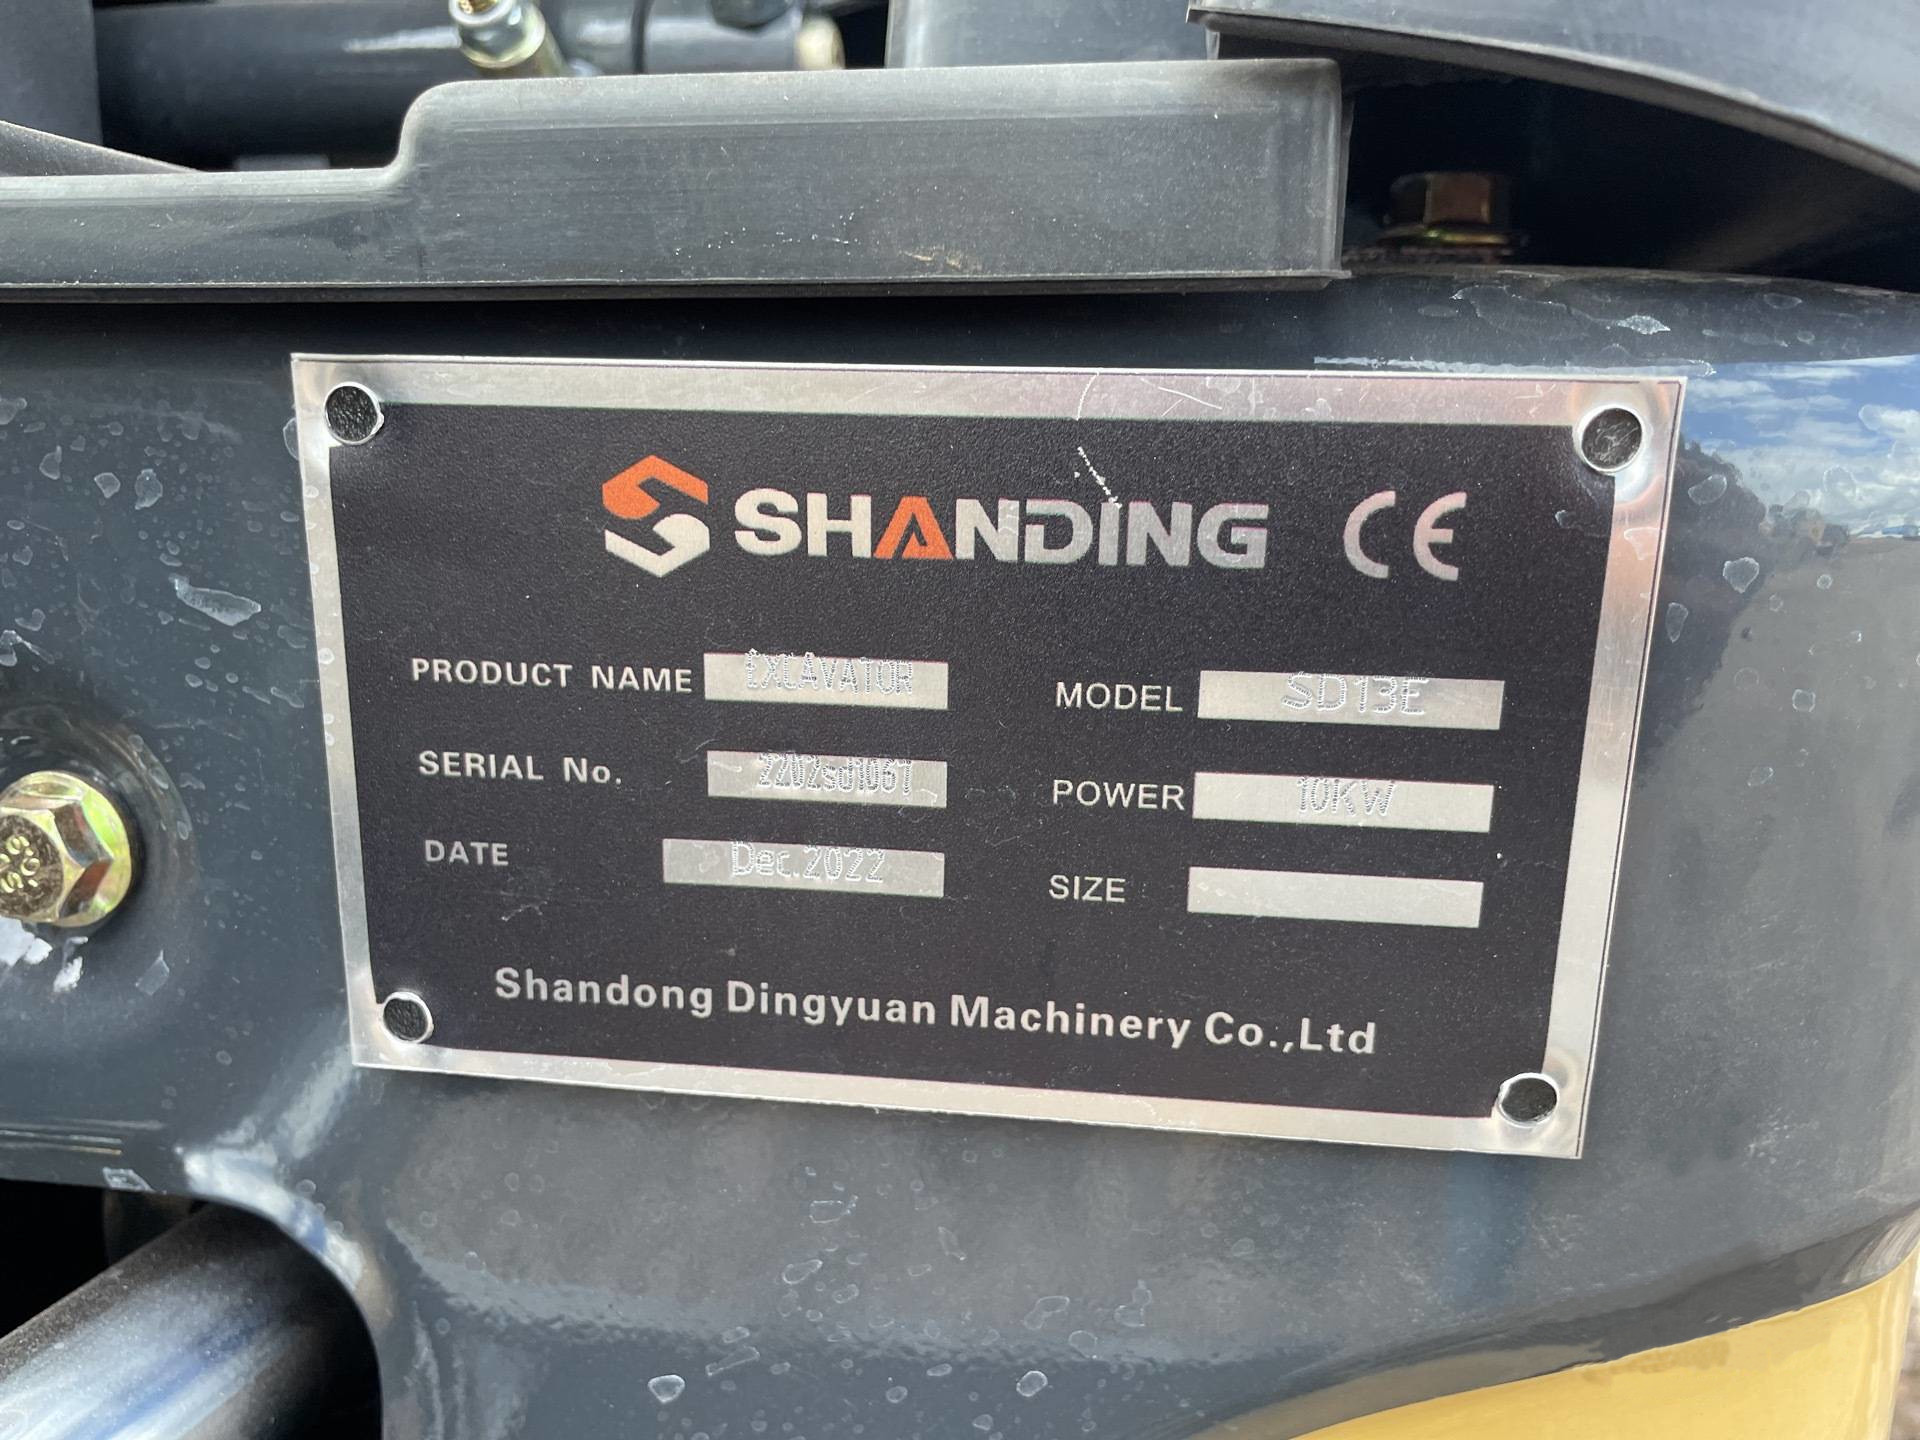 SHANDING CE
PRODUCT NAME EXCAVATOR MODEL SD13E
SERIAL No. 2202sd1067 POWER 10KW
DATE Dec.2022 SIZE
Shandong Dingyuan Machinery Co.,Ltd